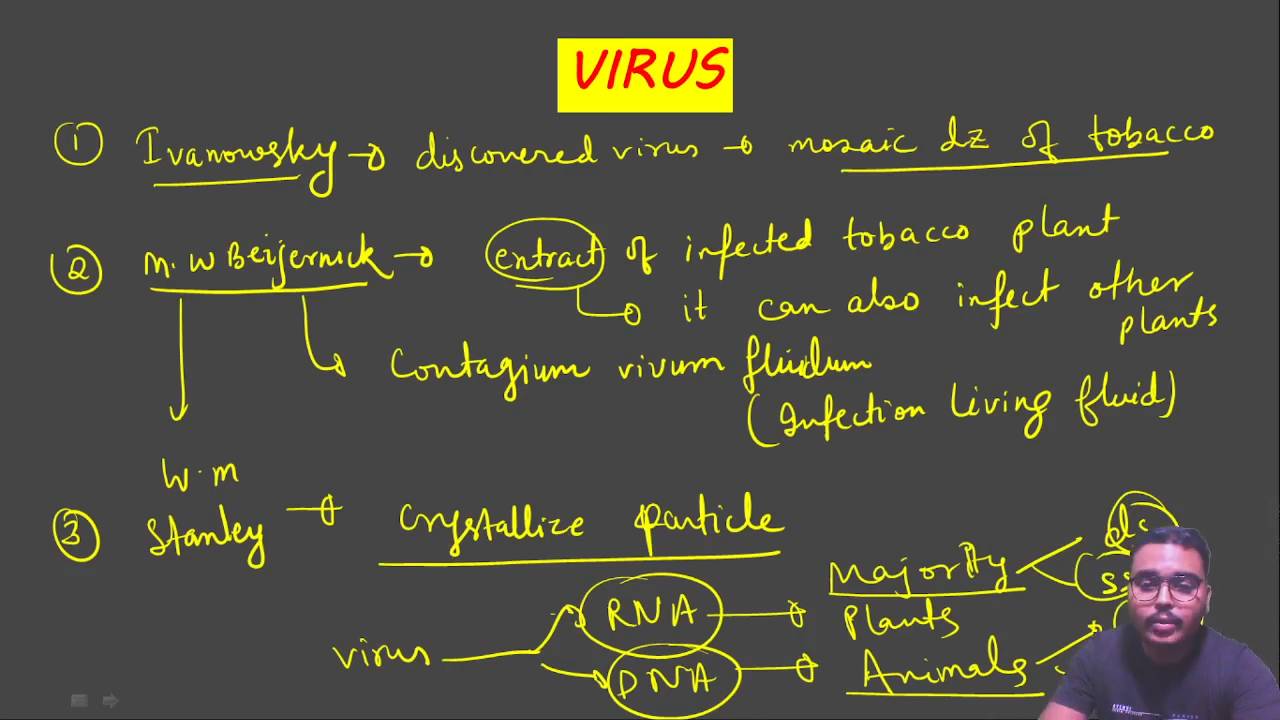 VIRUS
① Ivanowsky → discovered virus → mosaic dz of tobacco
② M. W Beijernick → entract of infected tobacco plant
it can also infect other
plants
Contagium vivum fluidum
(Infection Living fluid)
W. M
③ Stanley → crystallize particle
Majority
RNA → plants
virus
DNA → Animals